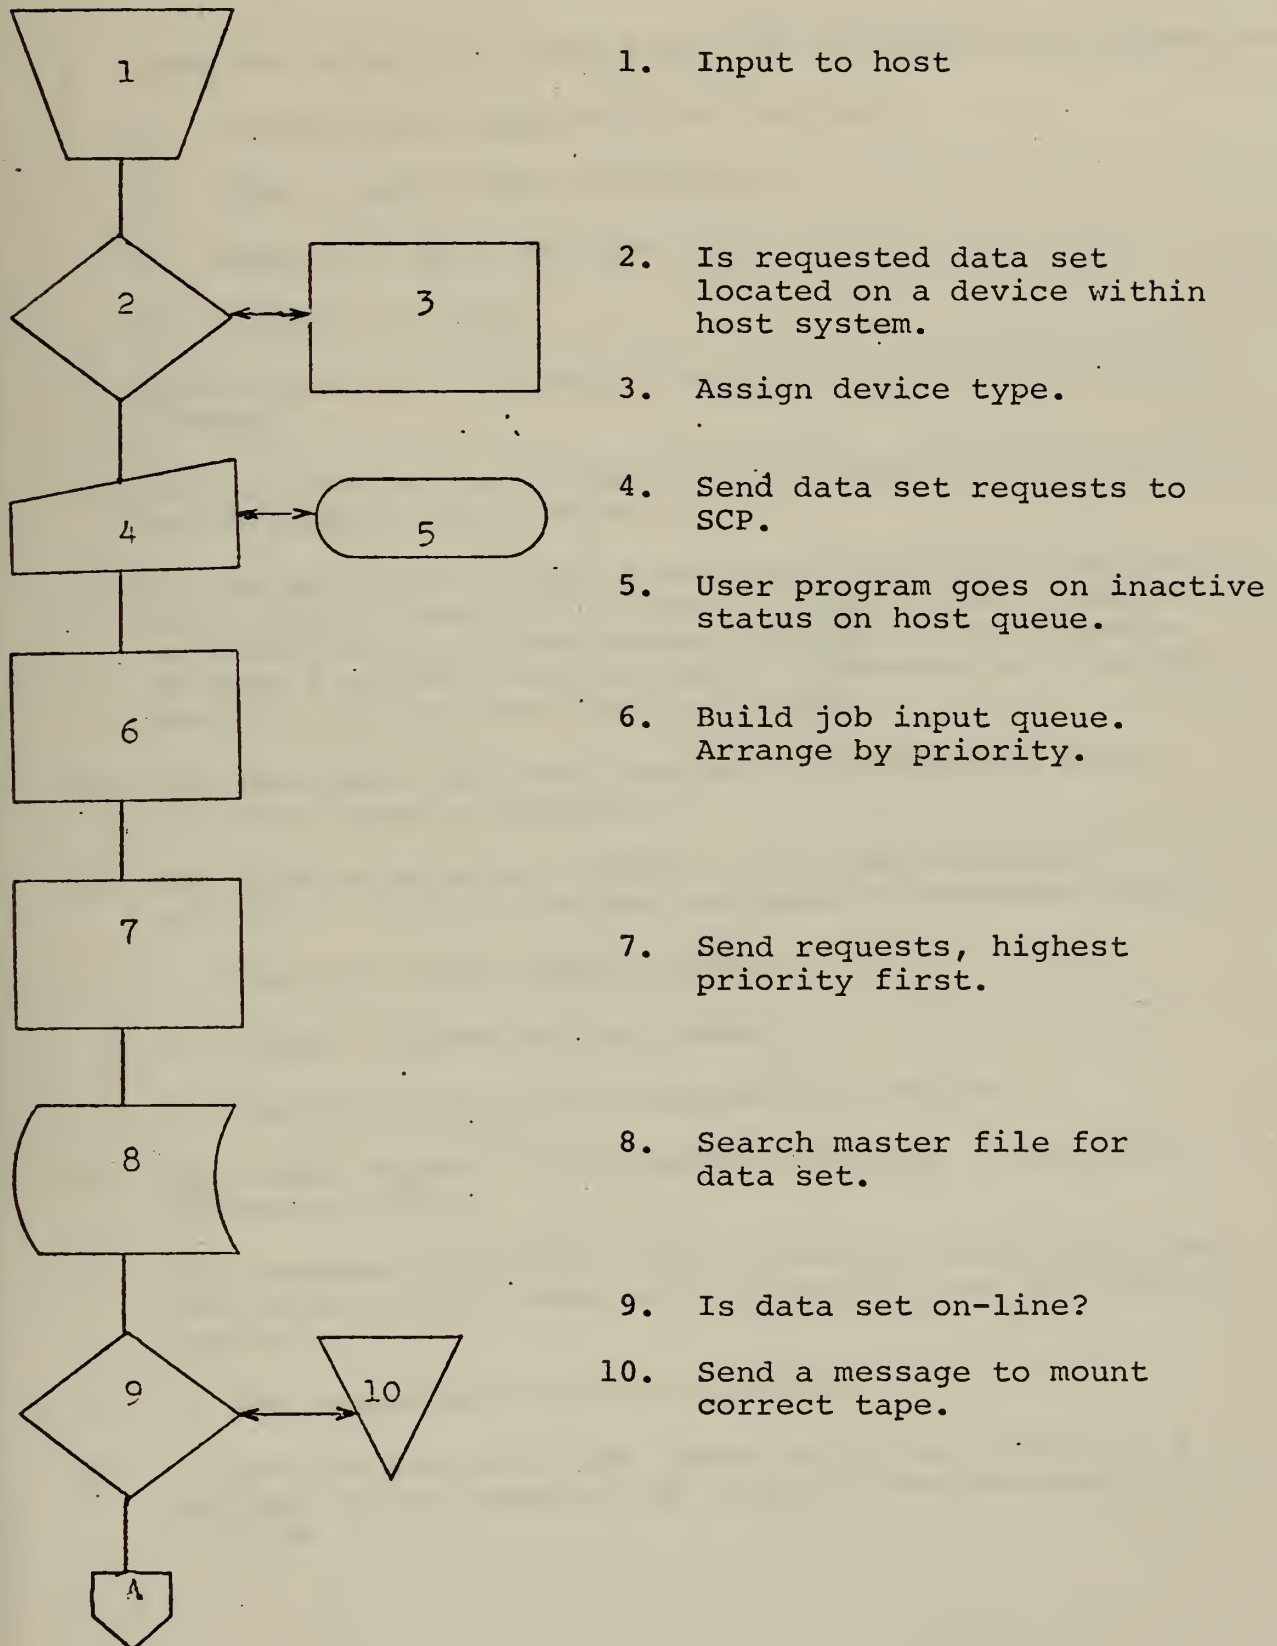 1
1. Input to host
2
3
2. Is requested data set
located on a device within
host system.
3. Assign device type.
4
5
4. Send data set requests to
SCP.
5. User program goes on inactive
status on host queue.
6
6. Build job input queue.
Arrange by priority.
7
7. Send requests, highest
priority first.
8
8. Search master file for
data set.
9
10
9. Is data set on-line?
10. Send a message to mount
correct tape.
A